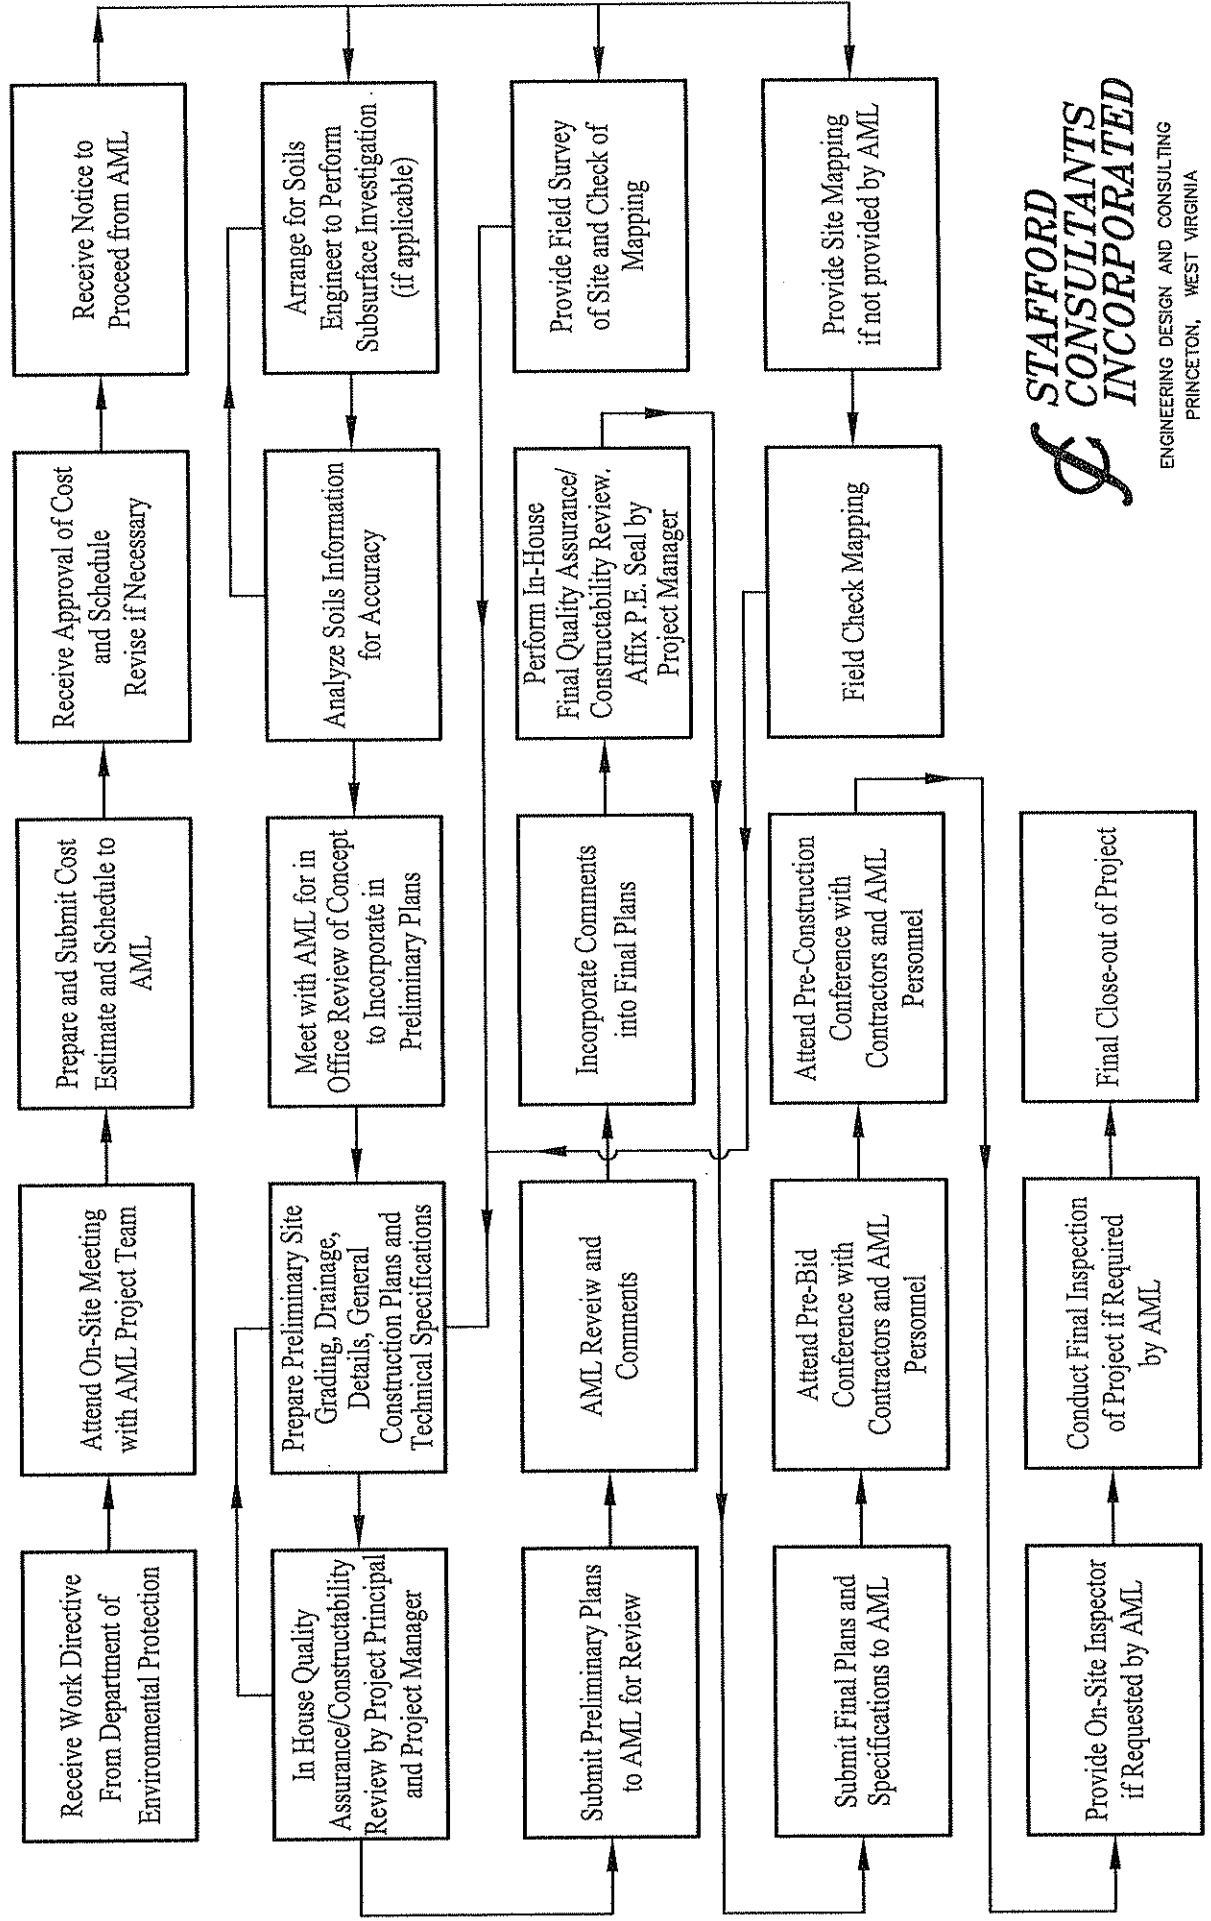 Receive Work Directive
From Department of
Environmental Protection
Attend On-Site Meeting
with AML Project Team
Prepare and Submit Cost
Estimate and Schedule to
AML
Receive Approval of Cost
and Schedule
Revise if Necessary
Receive Notice to
Proceed from AML
In House Quality
Assurance/Constructability
Review by Project Principal
and Project Manager
Prepare Preliminary Site
Grading, Drainage,
Details, General
Construction Plans and
Technical Specifications
Meet with AML for in
Office Review of Concept
to Incorporate in
Preliminary Plans
Analyze Soils Information
for Accuracy
Arrange for Soils
Engineer to Perform
Subsurface Investigation
(if applicable)
Submit Preliminary Plans
to AML for Review
AML Reveiw and
Comments
Incorporate Comments
into Final Plans
Perform In-House
Final Quality Assurance/
Constructability Review.
Affix P.E. Seal by
Project Manager
Provide Field Survey
of Site and Check of
Mapping
Submit Final Plans and
Specifications to AML
Attend Pre-Bid
Conference with
Contractors and AML
Personnel
Attend Pre-Construction
Conference with
Contractors and AML
Personnel
Field Check Mapping
Provide Site Mapping
if not provided by AML
Provide On-Site Inspector
if Requested by AML
Conduct Final Inspection
of Project if Required
by AML
Final Close-out of Project
STAFFORD
CONSULTANTS
INCORPORATED
ENGINEERING DESIGN AND CONSULTING
PRINCETON, WEST VIRGINIA